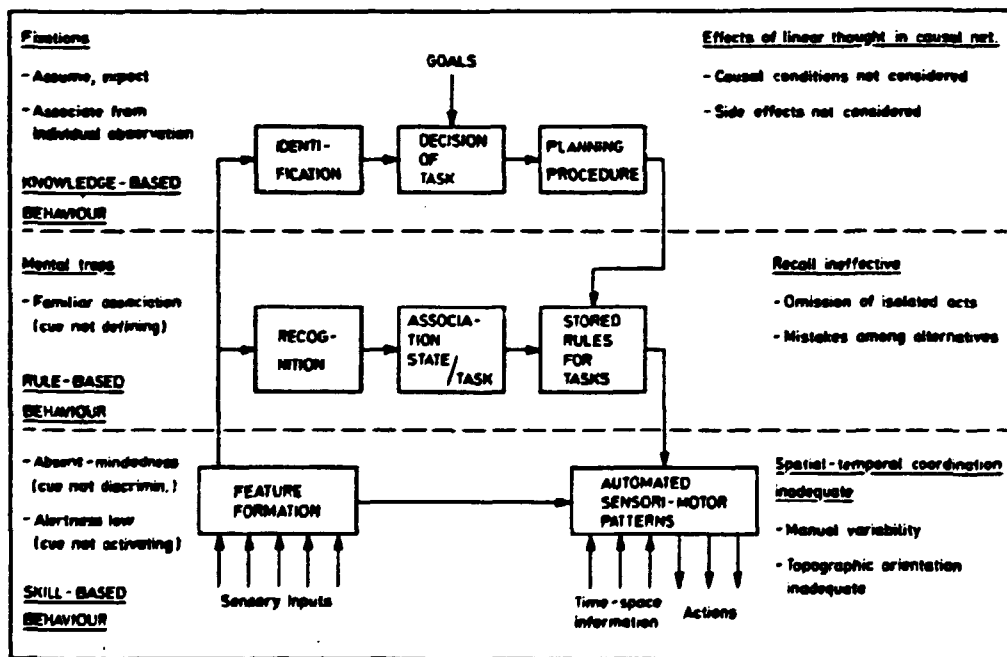 Fixations
- Assume, expect
- Associate from
individual observation
KNOWLEDGE-BASED
BEHAVIOUR
GOALS
IDENTI-
FICATION
DECISION
OF
TASK
PLANNING
PROCEDURE
Effects of linear thought in causal net.
- Causal conditions not considered
- Side effects not considered
Mental traps
- Familiar association
(cue not defining)
RULE-BASED
BEHAVIOUR
RECOG-
NITION
ASSOCIA-
TION
STATE/
TASK
STORED
RULES
FOR
TASKS
Recall ineffective
- Omission of isolated acts
- Mistakes among alternatives
- Absent-mindedness
(cue not discrimin.)
- Alertness low
(cue not activating)
SKILL-BASED
BEHAVIOUR
FEATURE
FORMATION
Sensory Inputs
AUTOMATED
SENSORI-MOTOR
PATTERNS
Time-space
information
Actions
Spatial-temporal coordination
inadequate
- Manual variability
- Topographic orientation
inadequate